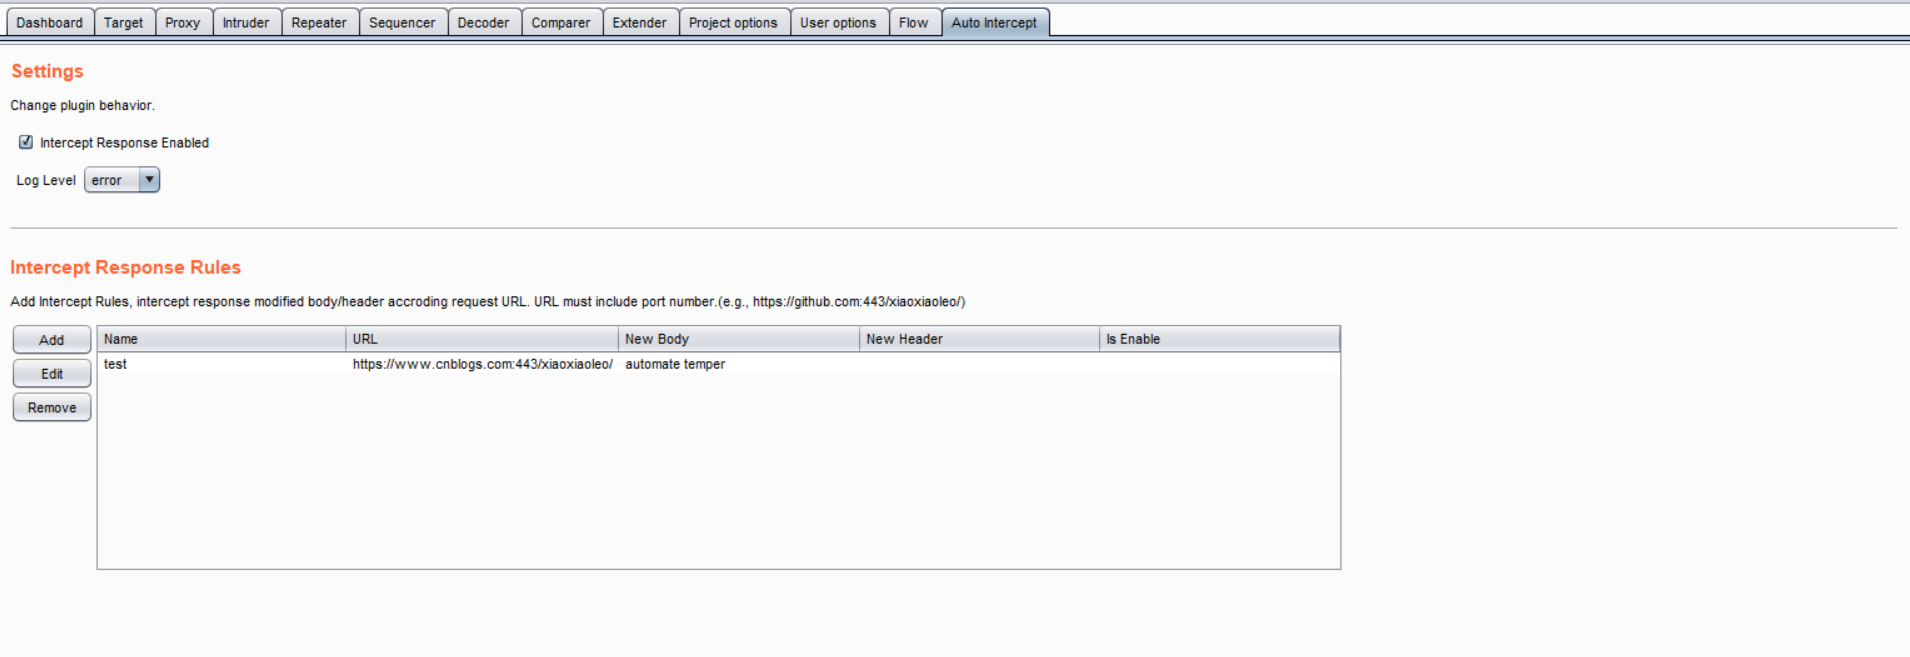 Dashboard Target Proxy Intruder Repeater Sequencer Decoder Comparer Extender Project options User options Flow Auto Intercept
Settings
Change plugin behavior.
Intercept Response Enabled
Log Level error
Intercept Response Rules
Add Intercept Rules, intercept response modified body/header accroding request URL. URL must include port number.(e.g., https://github.com:443/xiaoxiaoleo/)
Add Name URL New Body New Header Is Enable
test https://www.cnblogs.com:443/xiaoxiaoleo/ automate temper
Edit
Remove